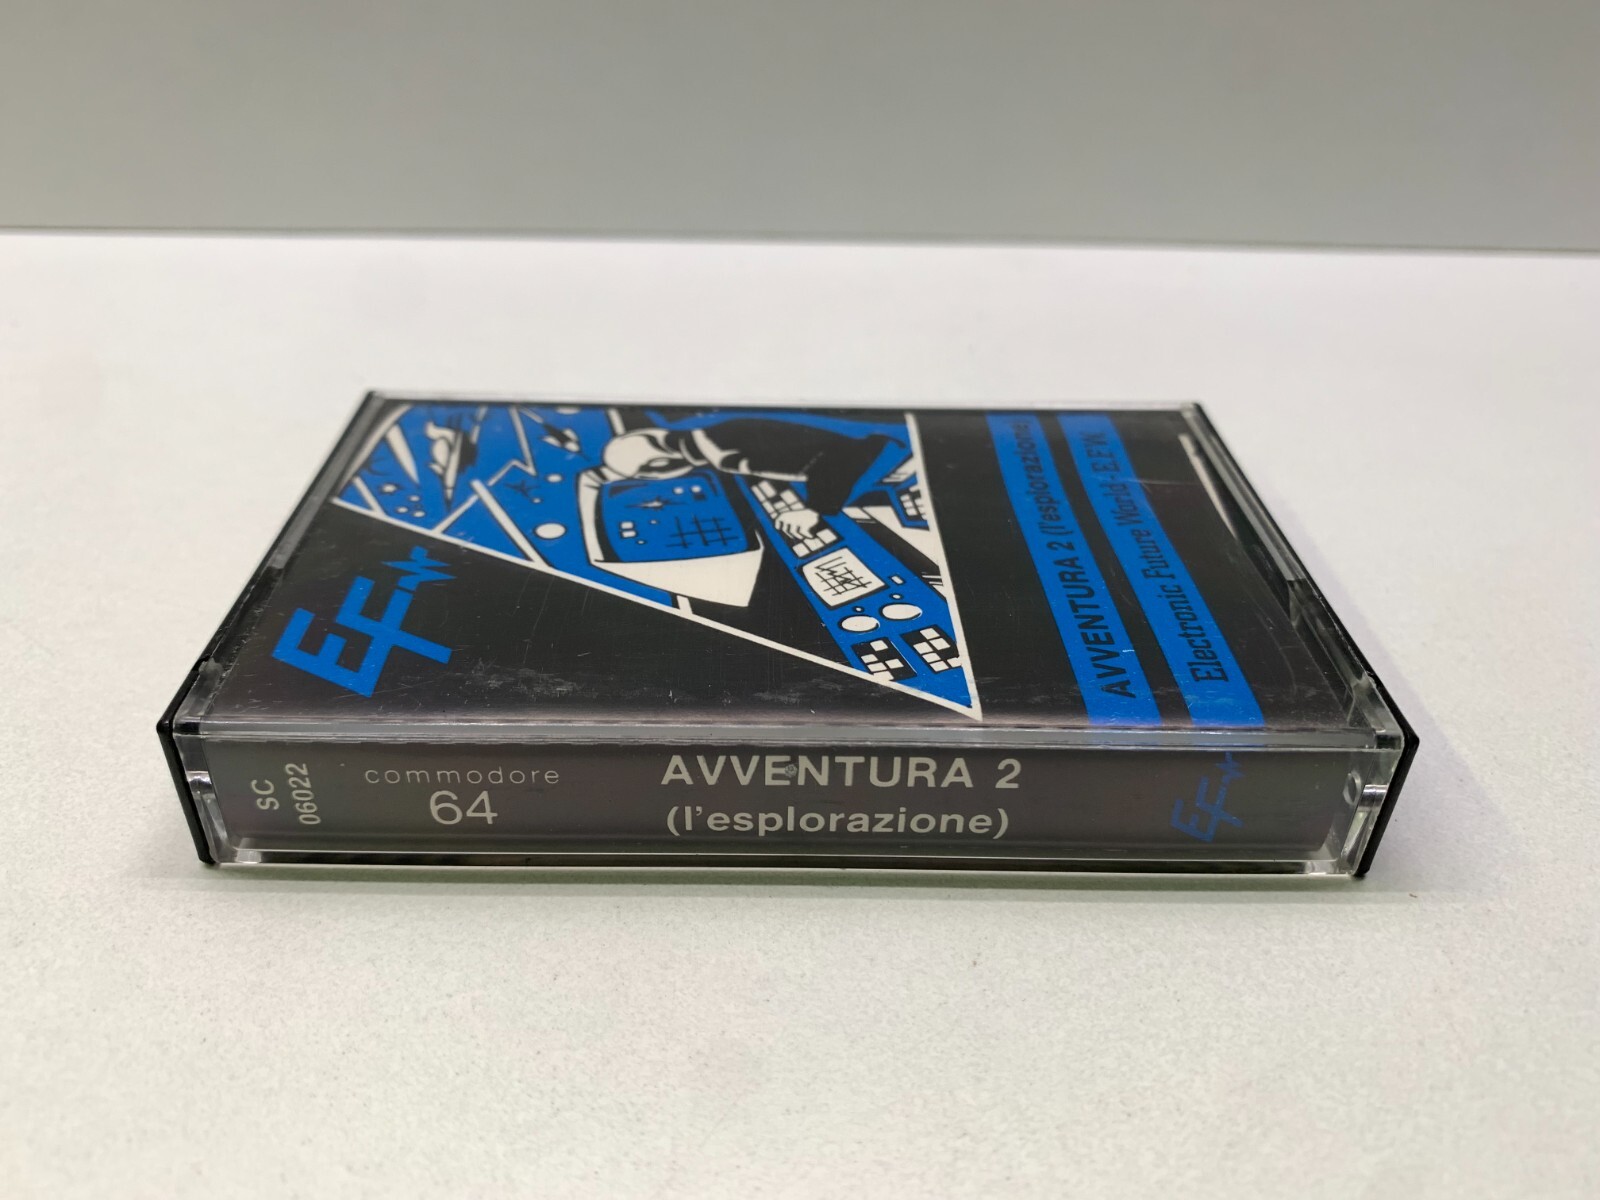 EFW
AVVENTURA 2 (l'esplorazione)
Electronic Future World-E.F.W.
SC
06022
commodore
64
AVVENTURA 2
(l'esplorazione)
EFW